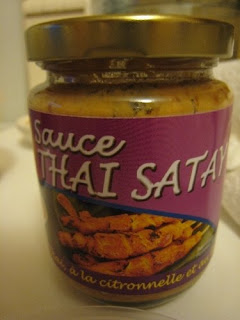 Sauce
THAI SATAY
à la citronnelle et